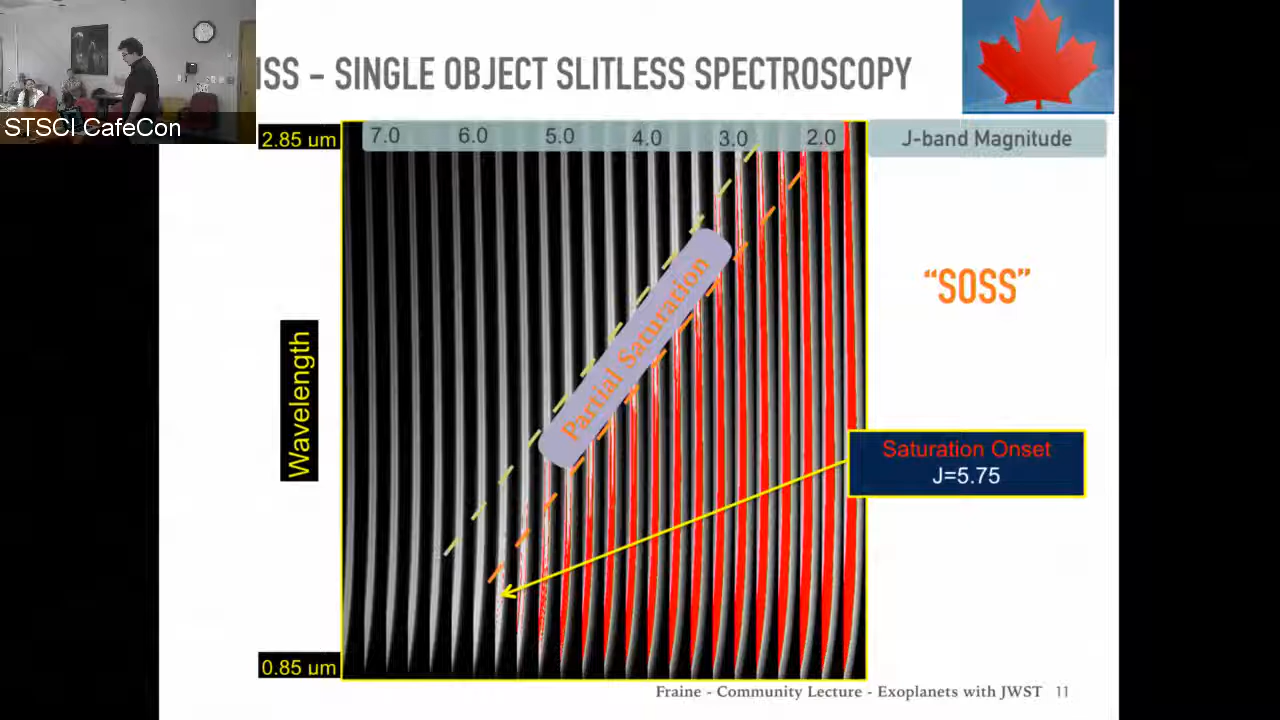 ISS – SINGLE OBJECT SLITLESS SPECTROSCOPY
STSCI CafeCon
2.85 um
7.0 6.0 5.0 4.0 3.0 2.0
J-band Magnitude
Partial Saturation
“SOSS”
Wavelength
Saturation Onset
J=5.75
0.85 um
Fraine - Community Lecture - Exoplanets with JWST 11